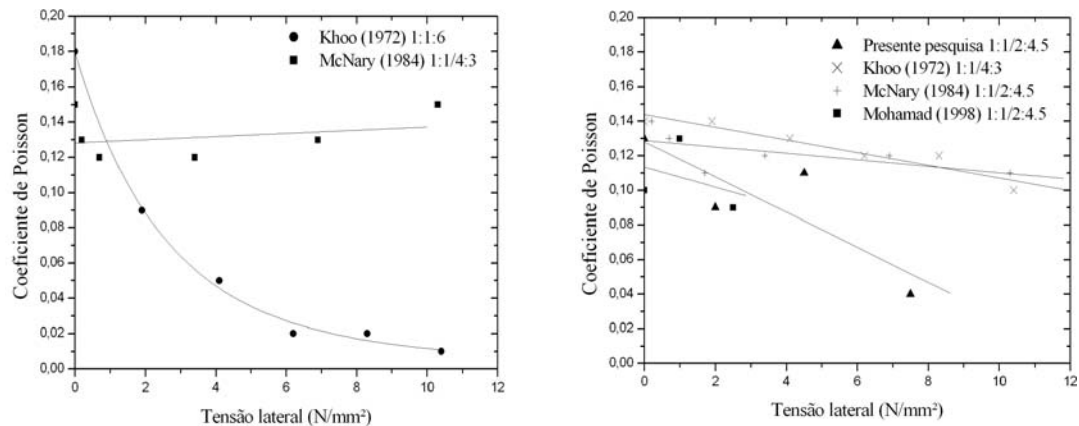 0,20
0,18
0,16
0,14
0,12
0,10
0,08
0,06
0,04
0,02
0,00
Coeficiente de Poisson
Khoo (1972) 1:1:6
McNary (1984) 1:1/4:3
0 2 4 6 8 10 12
Tensão lateral (N/mm²)
0,20
0,18
0,16
0,14
0,12
0,10
0,08
0,06
0,04
0,02
0,00
Coeficiente de Poisson
Presente pesquisa 1:1/2:4.5
Khoo (1972) 1:1/4:3
McNary (1984) 1:1/2:4.5
Mohamad (1998) 1:1/2:4.5
0 2 4 6 8 10 12
Tensão lateral (N/mm²)